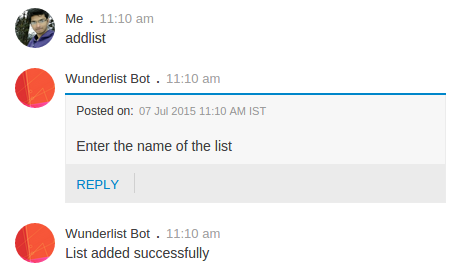 Me . 11:10 am
addlist
Wunderlist Bot . 11:10 am
Posted on: 07 Jul 2015 11:10 AM IST
Enter the name of the list
REPLY
Wunderlist Bot . 11:10 am
List added successfully